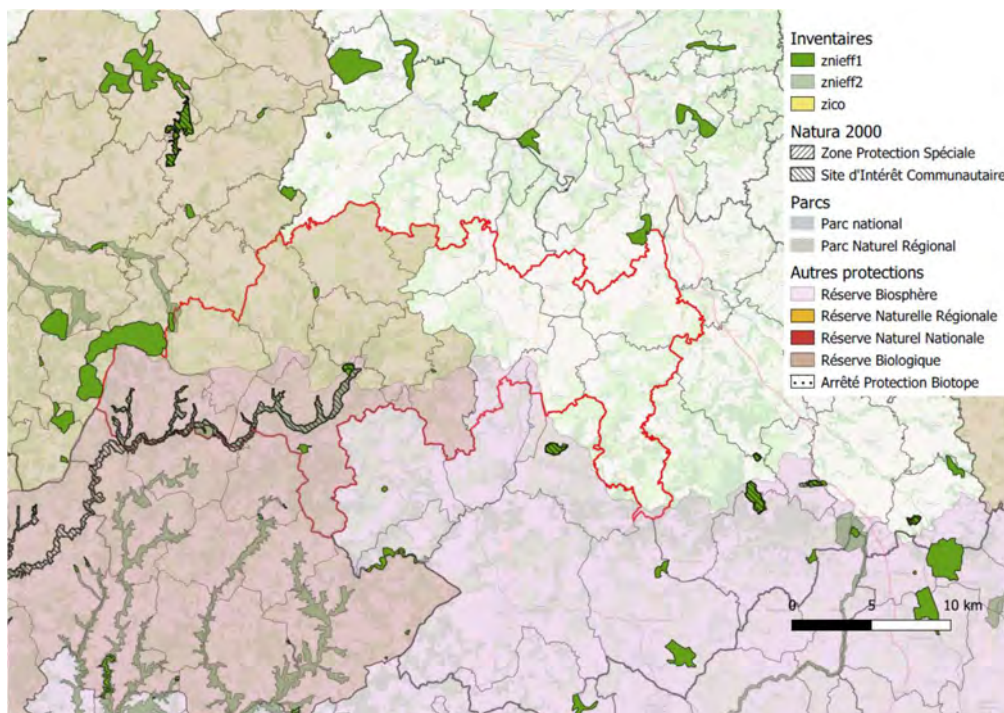 Inventaires
znieff1
znieff2
zico
Natura 2000
Zone Protection Spéciale
Site d'Intérêt Communautaire
Parcs
Parc national
Parc Naturel Régional
Autres protections
Réserve Biosphère
Réserve Naturelle Régionale
Réserve Naturel Nationale
Réserve Biologique
Arrêté Protection Biotope
0 5 10 km